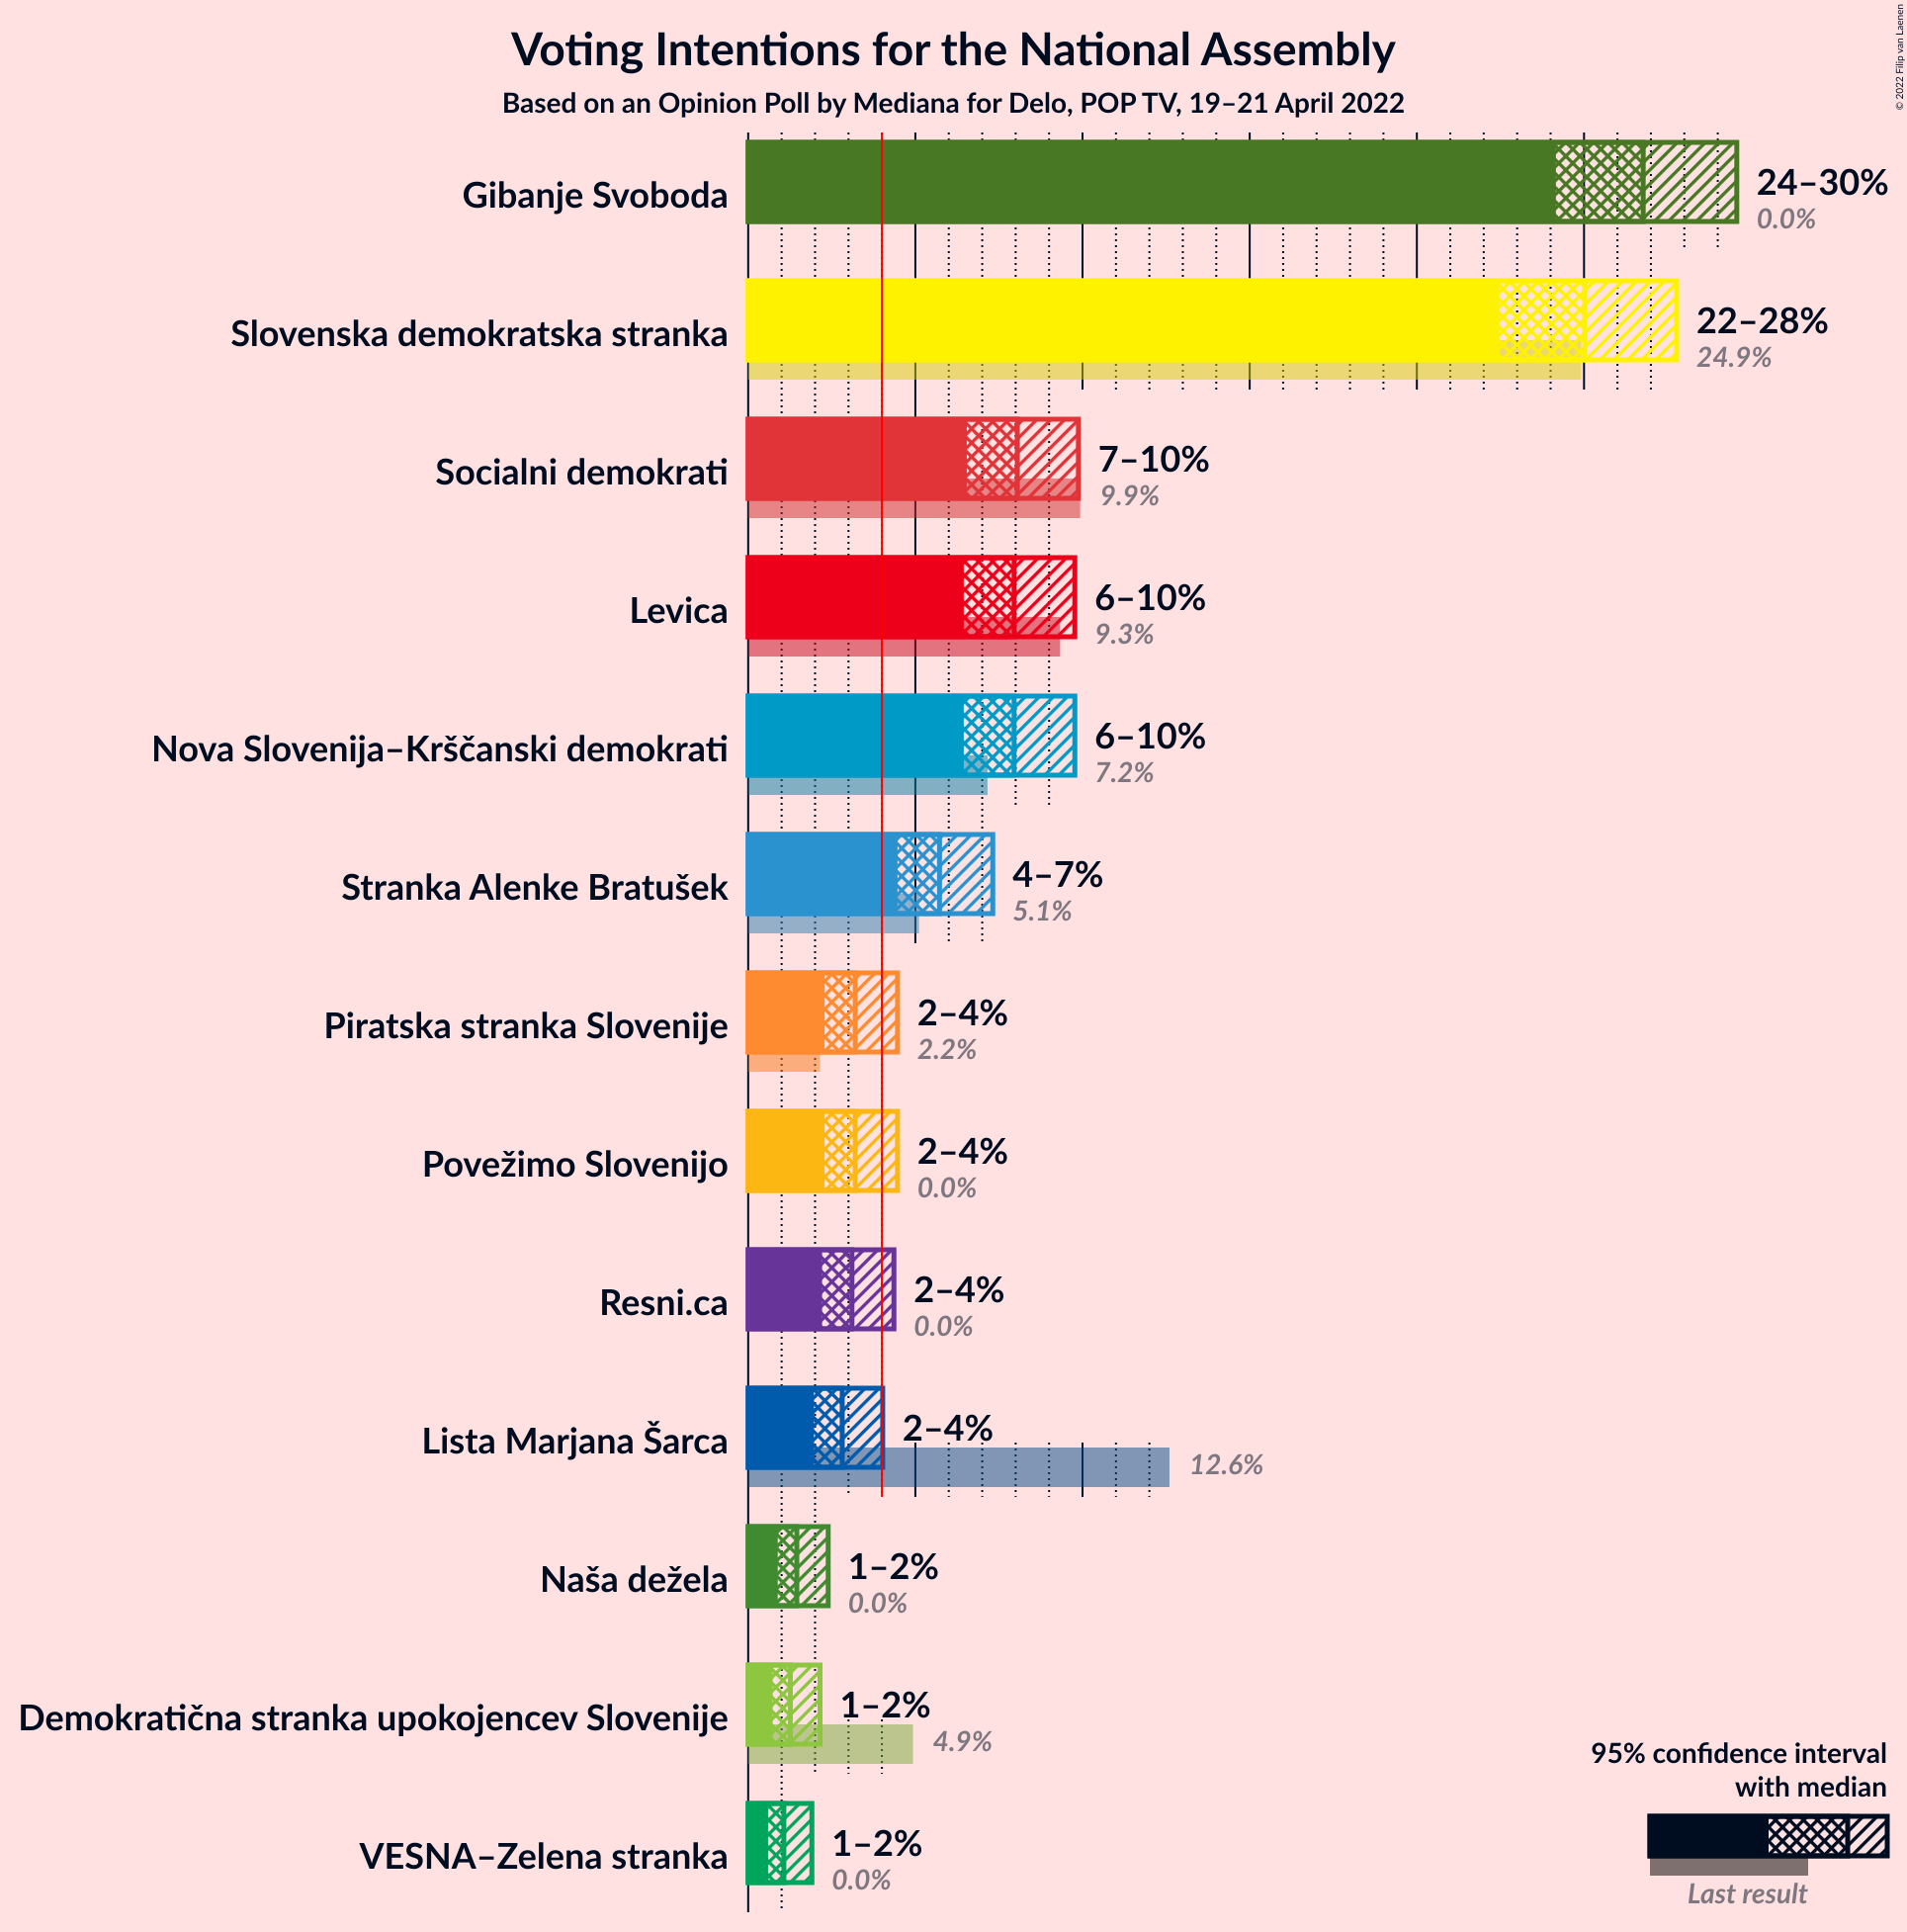 Voting Intentions for the National Assembly
Based on an Opinion Poll by Mediana for Delo, POP TV, 19–21 April 2022
© 2022 Filip van Laenen
Gibanje Svoboda
24–30%
0.0%
Slovenska demokratska stranka
22–28%
24.9%
Socialni demokrati
7–10%
9.9%
Levica
6–10%
9.3%
Nova Slovenija–Krščanski demokrati
6–10%
7.2%
Stranka Alenke Bratušek
4–7%
5.1%
Piratska stranka Slovenije
2–4%
2.2%
Povežimo Slovenijo
2–4%
0.0%
Resni.ca
2–4%
0.0%
Lista Marjana Šarca
2–4%
12.6%
Naša dežela
1–2%
0.0%
Demokratična stranka upokojencev Slovenije
1–2%
4.9%
VESNA–Zelena stranka
1–2%
0.0%
95% confidence interval
with median
Last result